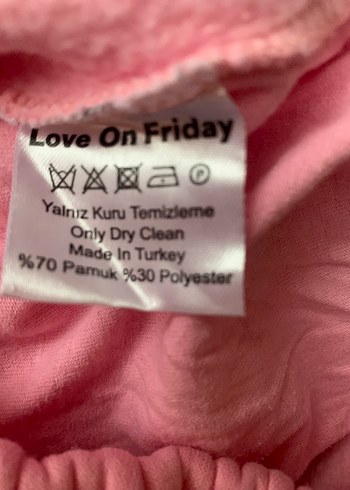 Love On Friday
P
Yalnız Kuru Temizleme
Only Dry Clean
Made In Turkey
%70 Pamuk %30 Polyester